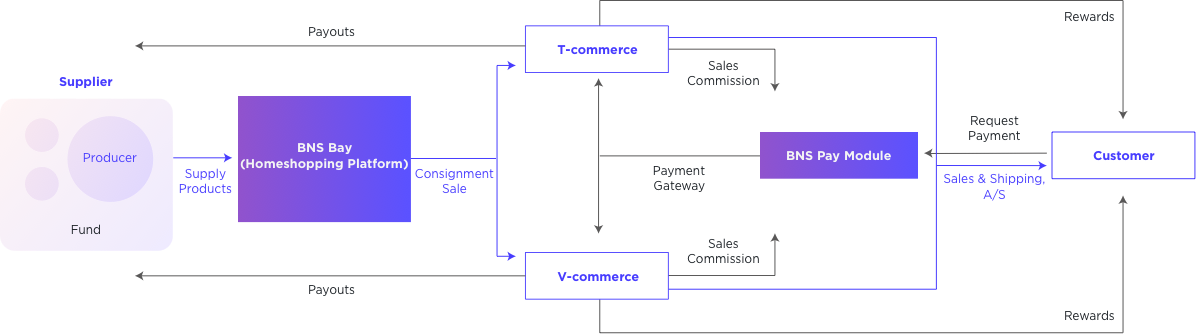 Rewards
Payouts
T-commerce
Sales
Commission
Supplier
Producer
Fund
Supply
Products
BNS Bay
(Homeshopping Platform)
Consignment
Sale
Payment
Gateway
BNS Pay Module
Request
Payment
Sales & Shipping,
A/S
Customer
Sales
Commission
V-commerce
Payouts
Rewards